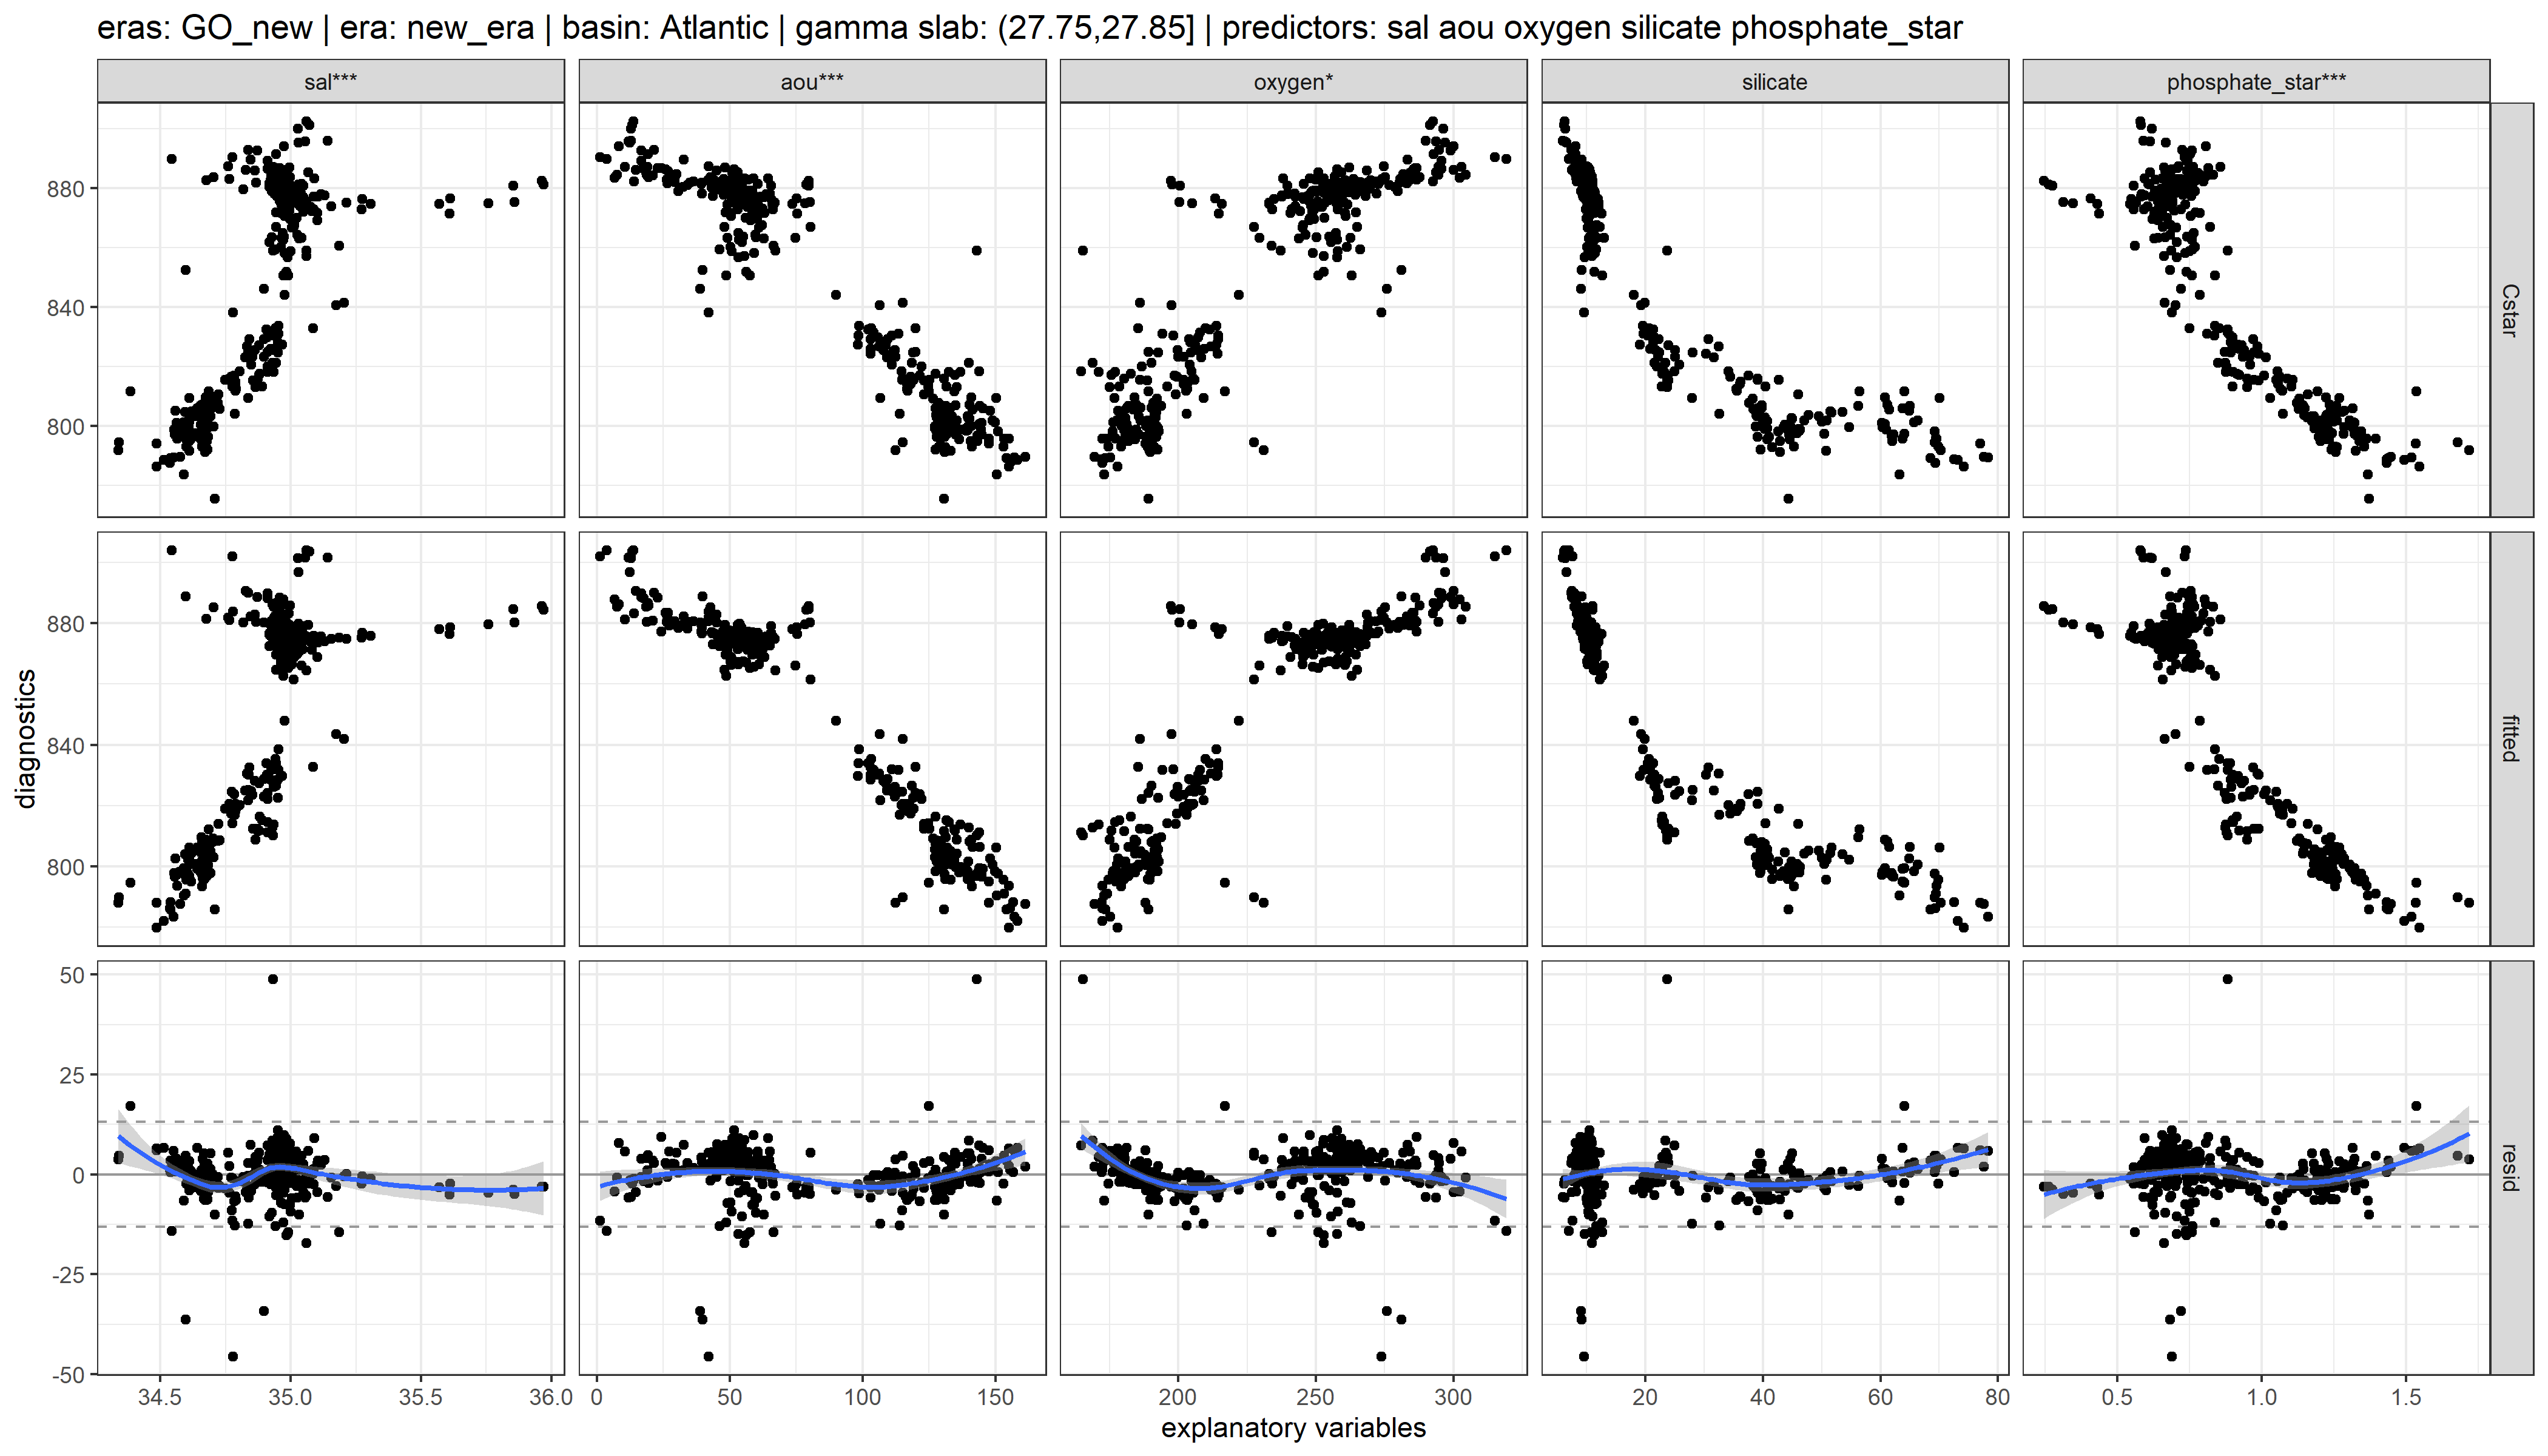 eras: GO_new | era: new_era | basin: Atlantic | gamma slab: (27.75,27.85] | predictors: sal aou oxygen silicate phosphate_star
sal***
aou***
oxygen*
silicate
phosphate_star***
880
840
800
Cstar
880
840
800
fitted
50
25
0
-25
-50
resid
diagnostics
34.5 35.0 35.5 36.0
0 50 100 150
200 250 300
20 40 60 80
0.5 1.0 1.5
explanatory variables